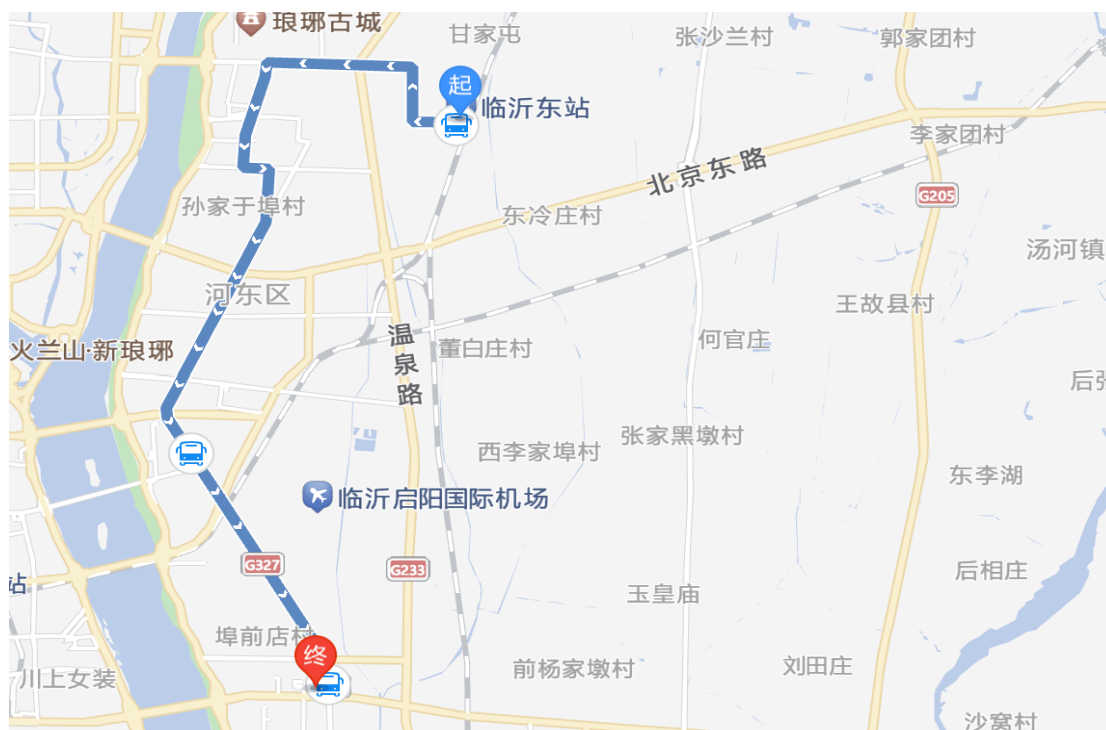 琅琊古城
甘家屯
张沙兰村
郭家团村
起
临沂东站
李家团村
北京东路
G205
孙家于埠村
东冷庄村
汤河镇
河东区
王故县村
火兰山·新琅琊
温泉路
董白庄村
何官庄
后张
西李家埠村
张家黑墩村
东李湖
临沂启阳国际机场
G327
G233
后相庄
站
玉皇庙
埠前店村
终
前杨家墩村
刘田庄
川上女装
沙窝村